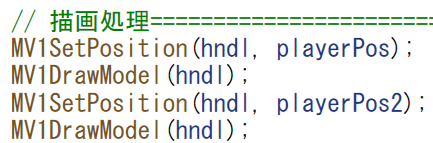 // 描画処理=======================
MV1SetPosition(hndl, playerPos);
MV1DrawModel(hndl);
MV1SetPosition(hndl, playerPos2);
MV1DrawModel(hndl);